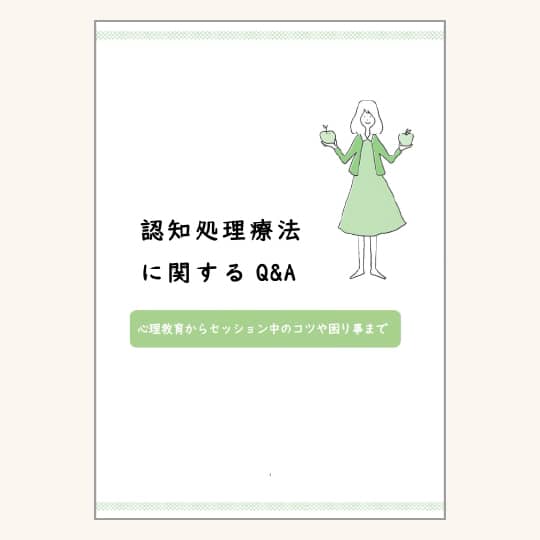 認知処理療法
に関するQ&A
心理教育からセッション中のコツや困り事まで